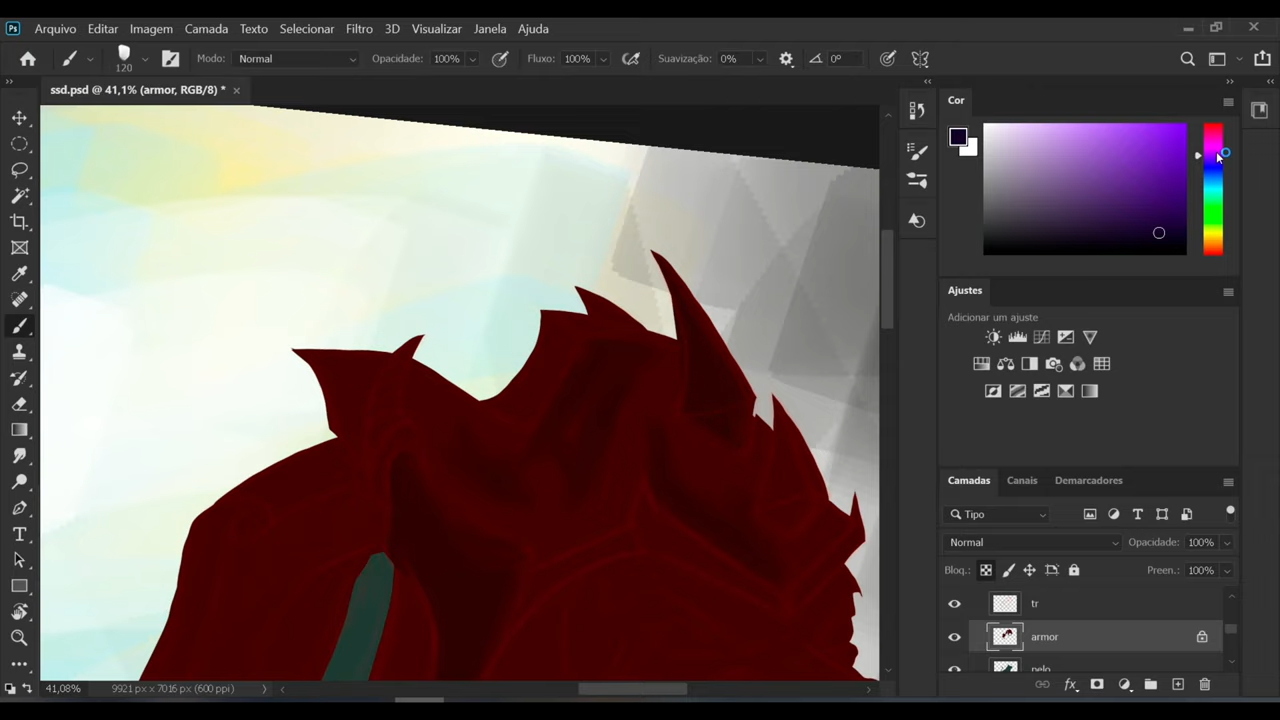 Ps Arquivo Editar Imagem Camada Texto Selecionar Filtro 3D Visualizar Janela Ajuda
120 Modo: Normal Opacidade: 100% Fluxo: 100% Suavização: 0% 0°
ssd.psd @ 41,1% (armor, RGB/8) *
Cor
Ajustes
Adicionar um ajuste
Camadas Canais Demarcadores
Tipo
Normal Opacidade: 100%
Bloq.: Preen.: 100%
tr
armor
pelo
41,08% 9921 px x 7016 px (600 ppi)